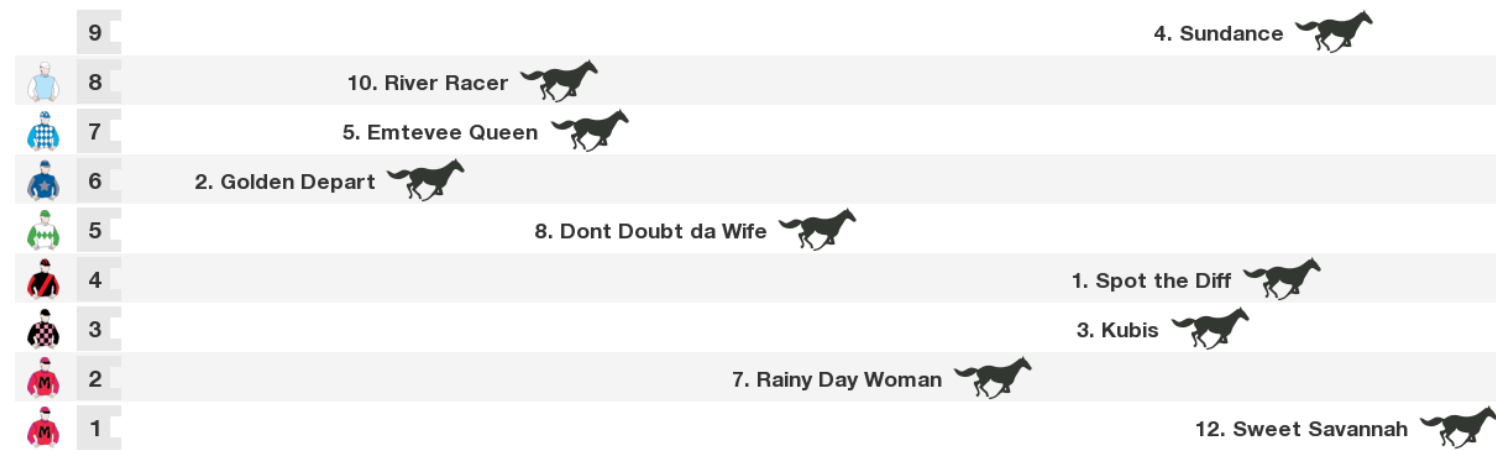 9 4. Sundance
8 10. River Racer
7 5. Emtevee Queen
6 2. Golden Depart
5 8. Dont Doubt da Wife
4 1. Spot the Diff
3 3. Kubis
2 7. Rainy Day Woman
M
1 12. Sweet Savannah
M